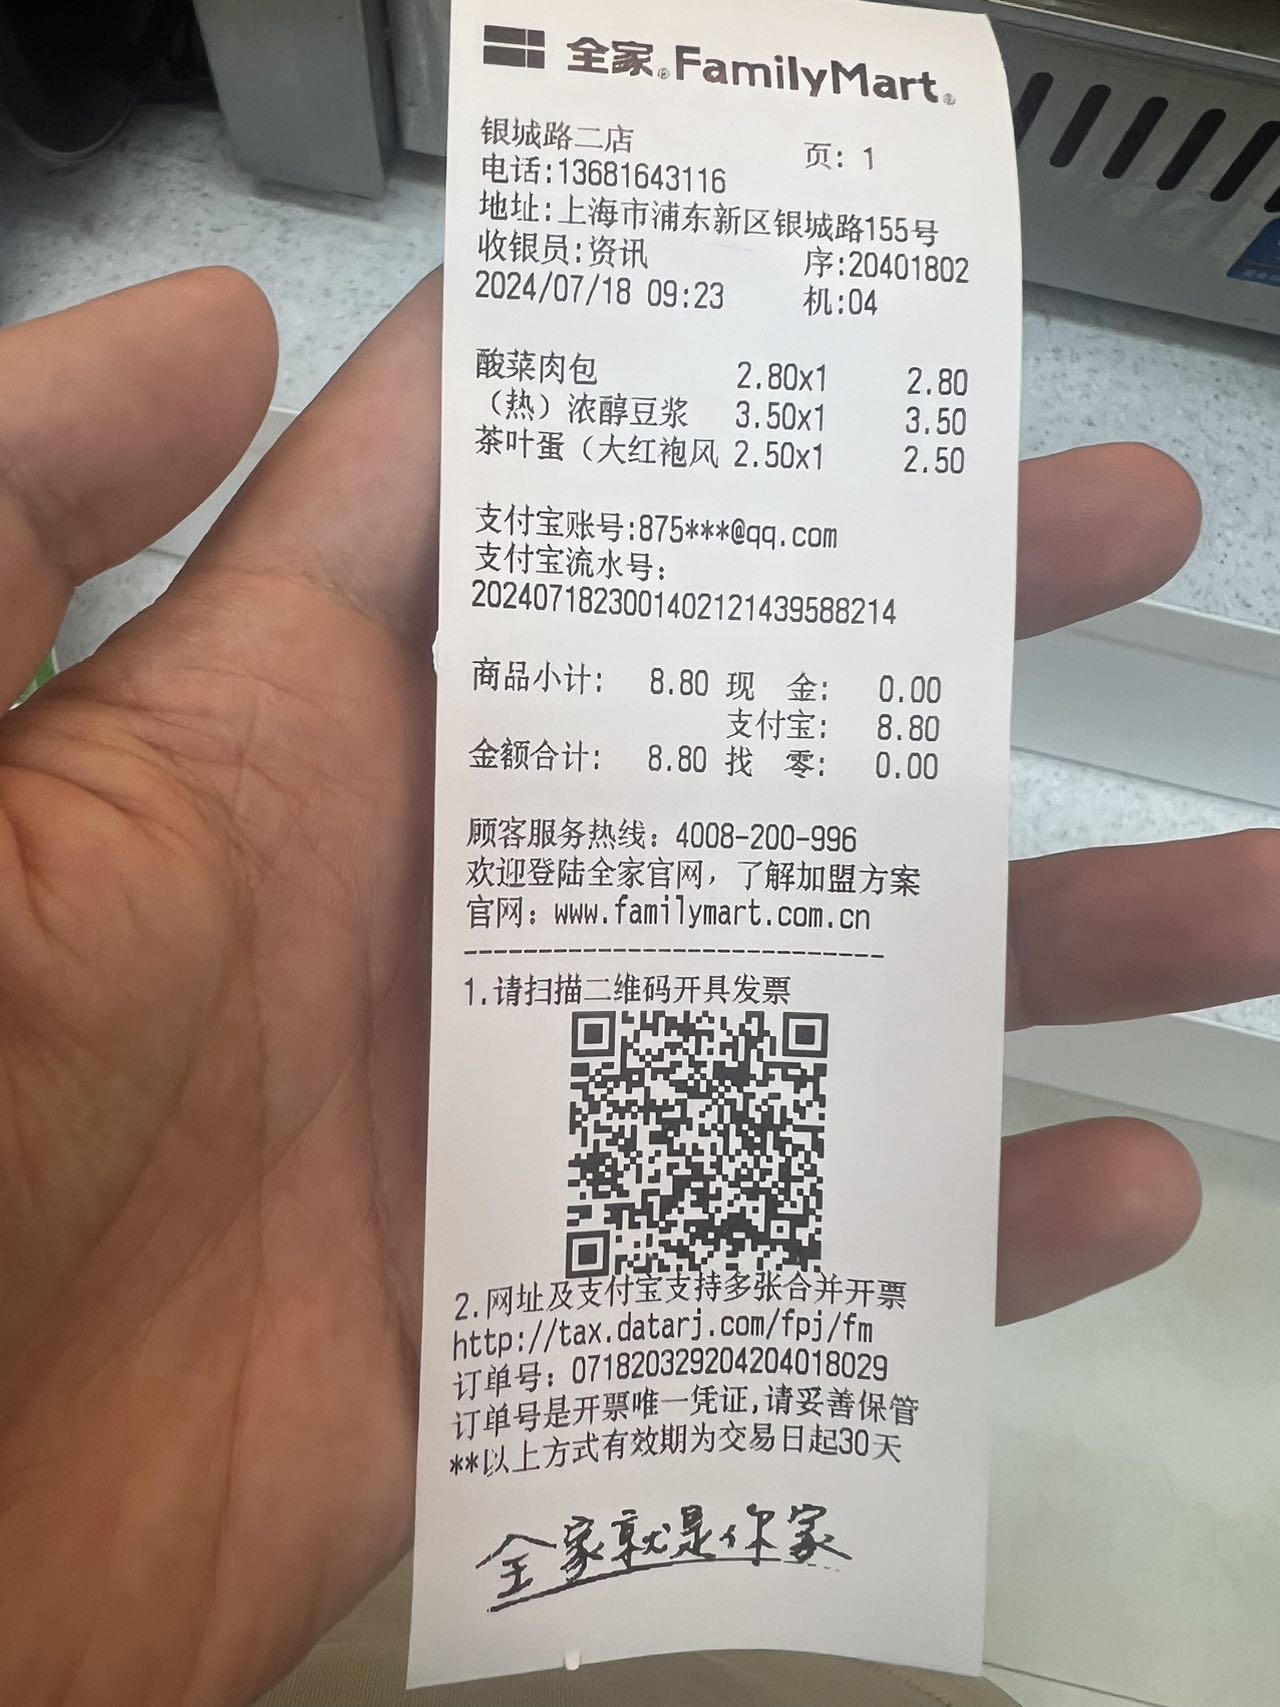 全家® FamilyMart®
银城路二店 页: 1
电话:13681643116
地址:上海市浦东新区银城路155号
收银员:资讯 序:20401802
2024/07/18 09:23 机:04
酸菜肉包 2.80x1 2.80
（热）浓醇豆浆 3.50x1 3.50
茶叶蛋（大红袍风 2.50x1 2.50
支付宝账号:875***@qq.com
支付宝流水号:
2024071823001402121439588214
商品小计: 8.80 现 金: 0.00
支付宝: 8.80
金额合计: 8.80 找 零: 0.00
顾客服务热线: 4008-200-996
欢迎登陆全家官网, 了解加盟方案
官网: www.familymart.com.cn
----------------------------
1.请扫描二维码开具发票
2.网址及支付宝支持多张合并开票
http://tax.datarj.com/fpj/fm
订单号: 071820329204204018029
订单号是开票唯一凭证,请妥善保管
**以上方式有效期为交易日起30天
全家就是你家